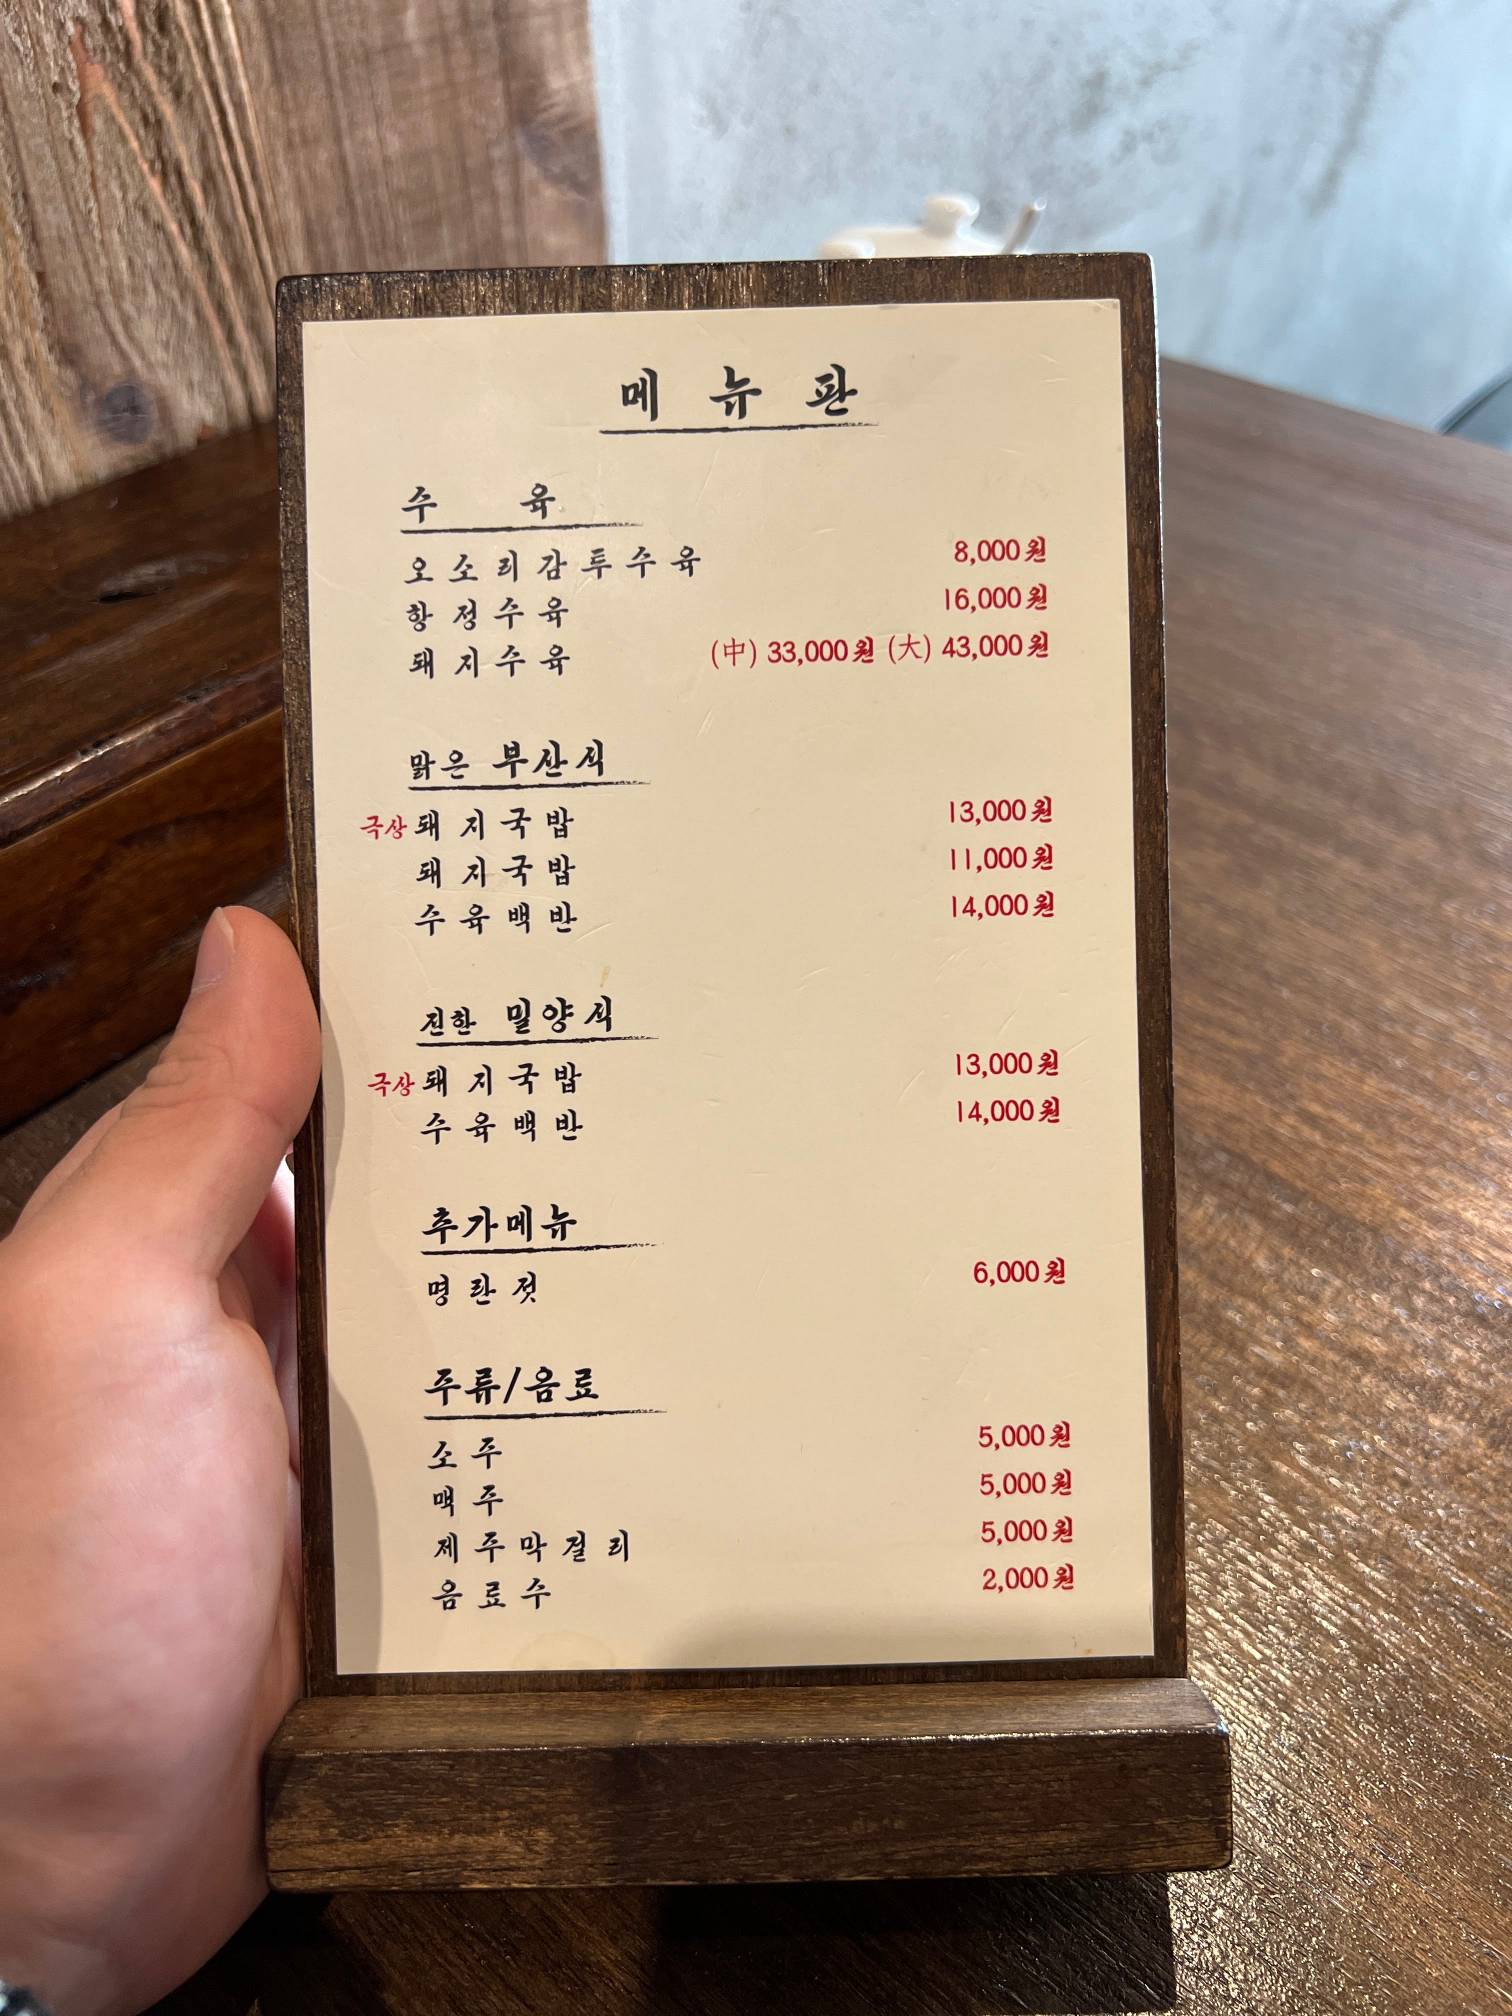 메뉴판
수육
오소리감투수육 8,000원
항정수육 16,000원
돼지수육 (中) 33,000원 (大) 43,000원
맑은 부산식
극상 돼지국밥 13,000원
돼지국밥 11,000원
수육백반 14,000원
진한 밀양식
극상 돼지국밥 13,000원
수육백반 14,000원
추가메뉴
명란젓 6,000원
주류/음료
소주 5,000원
맥주 5,000원
제주막걸리 5,000원
음료수 2,000원